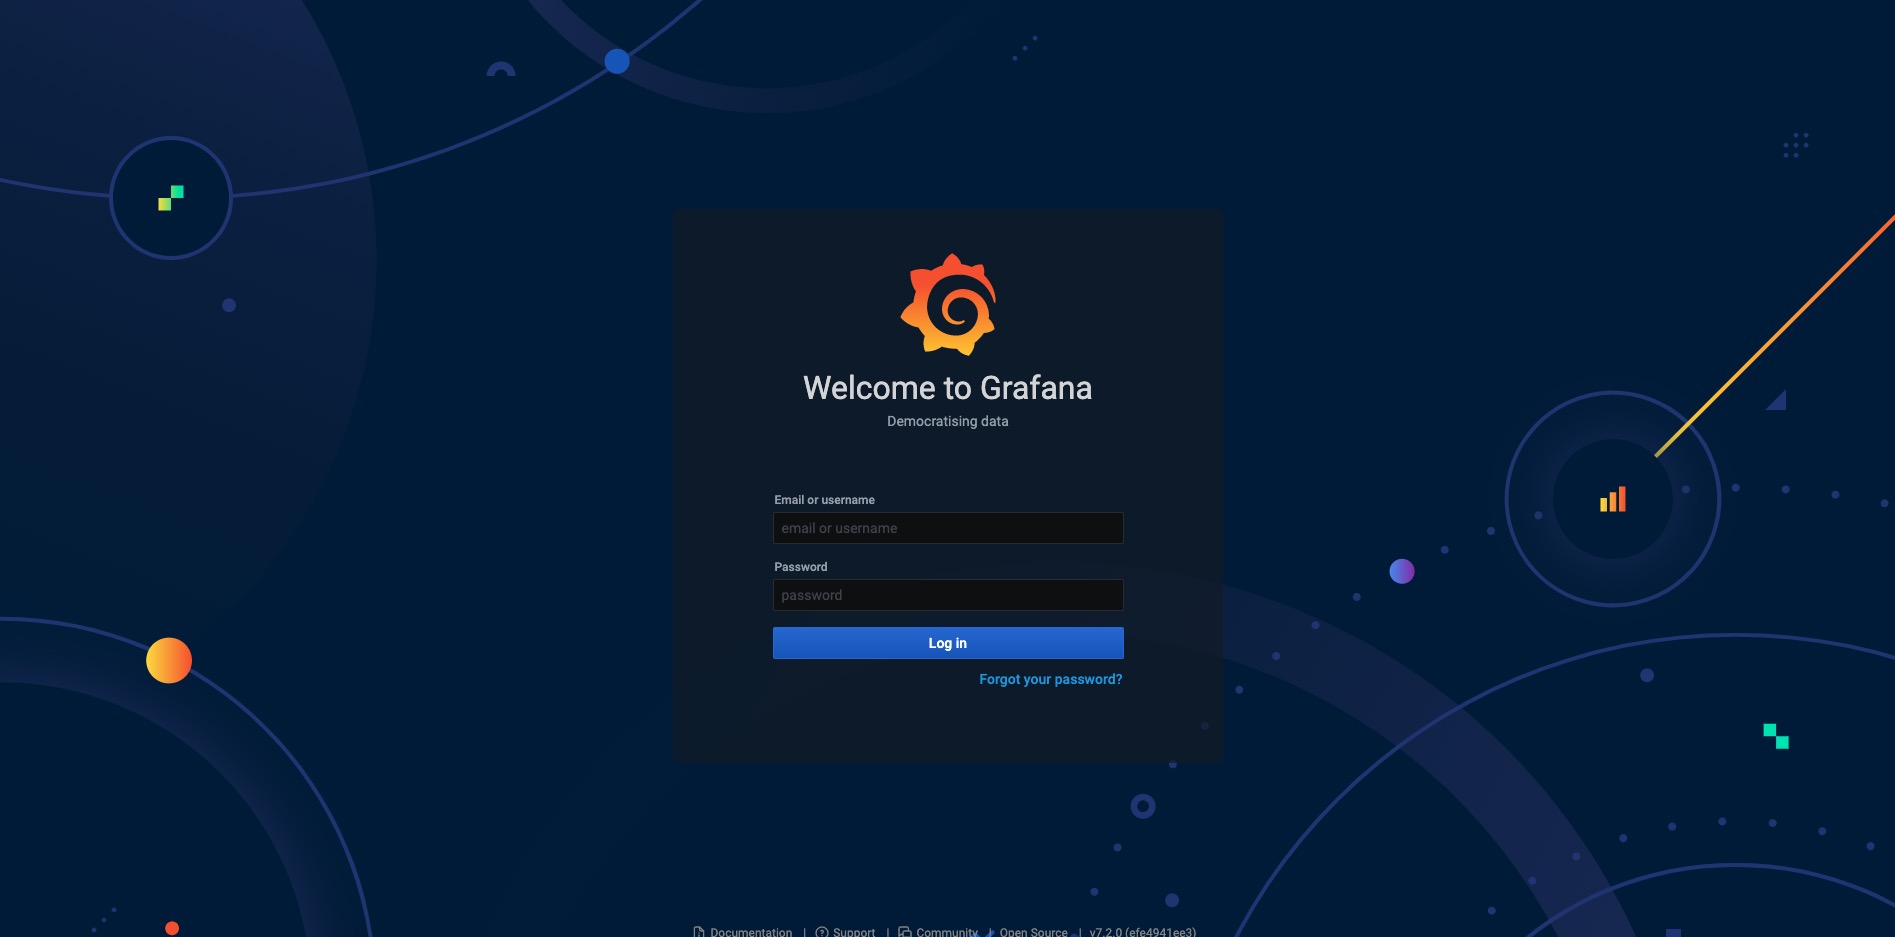 Welcome to Grafana
Democratising data
Email or username
email or username
Password
password
Log in
Forgot your password?
Documentation | Support | Community | Open Source | v7.2.0 (efe4941ee3)